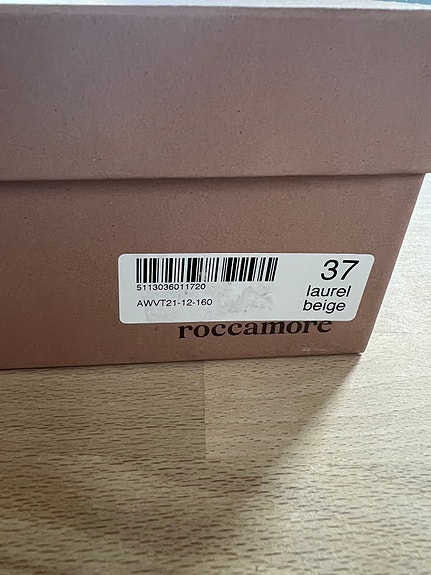 37
5113036011720
laurel
AWVT21-12-160
beige
roccamore